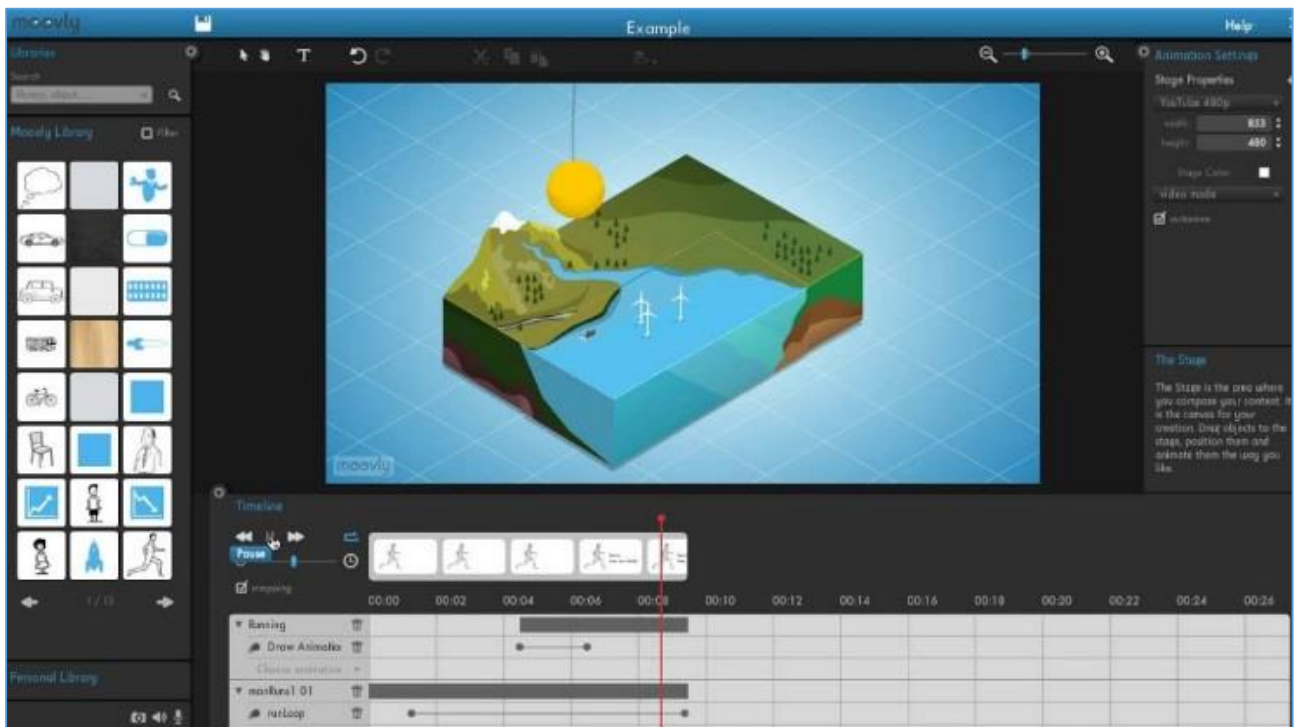 moovly
Example
Help
Libraries
Search
T
Animation Settings
Stage Properties
YouTube 480p
width: 853
height: 480
Stage Color
video mode
Moovly Library
Filter
moovly
The Stage
The Stage is the area where
you compose your content. It
is the canvas for your
creation. Drag objects to the
stage, position them and
animate them the way you
like.
1 / 13
Timeline
Pause
snapping
00:00 00:02 00:04 00:06 00:08 00:10 00:12 00:14 00:16 00:18 00:20 00:22 00:24 00:26
Running
Draw Animatio
Choose animation
manRuns1 01
runLoop
Personal Library